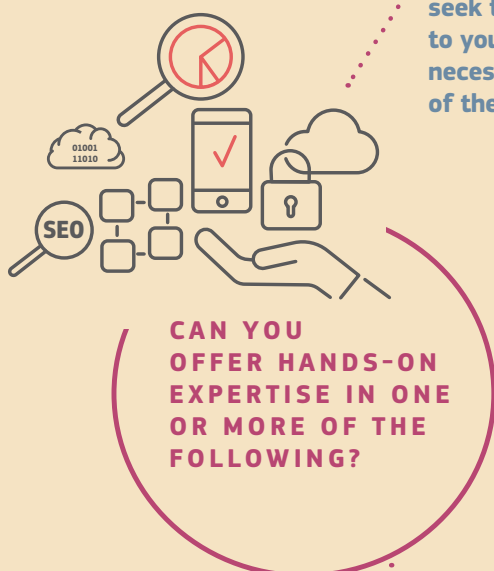 seek t
to you
neces
of the
01001
11010
SEO
CAN YOU
OFFER HANDS-ON
EXPERTISE IN ONE
OR MORE OF THE
FOLLOWING?